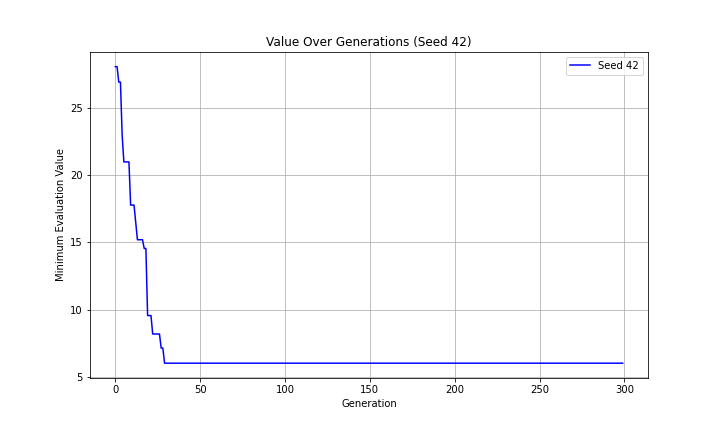 Value Over Generations (Seed 42)
Seed 42
Minimum Evaluation Value
25
20
15
10
5
0 50 100 150 200 250 300
Generation